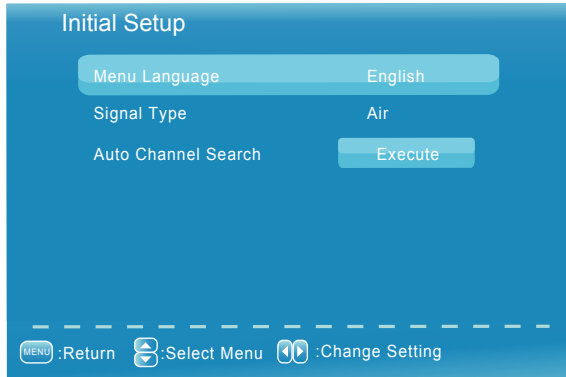 Initial Setup
Menu Language English
Signal Type Air
Auto Channel Search Execute
MENU :Return :Select Menu :Change Setting